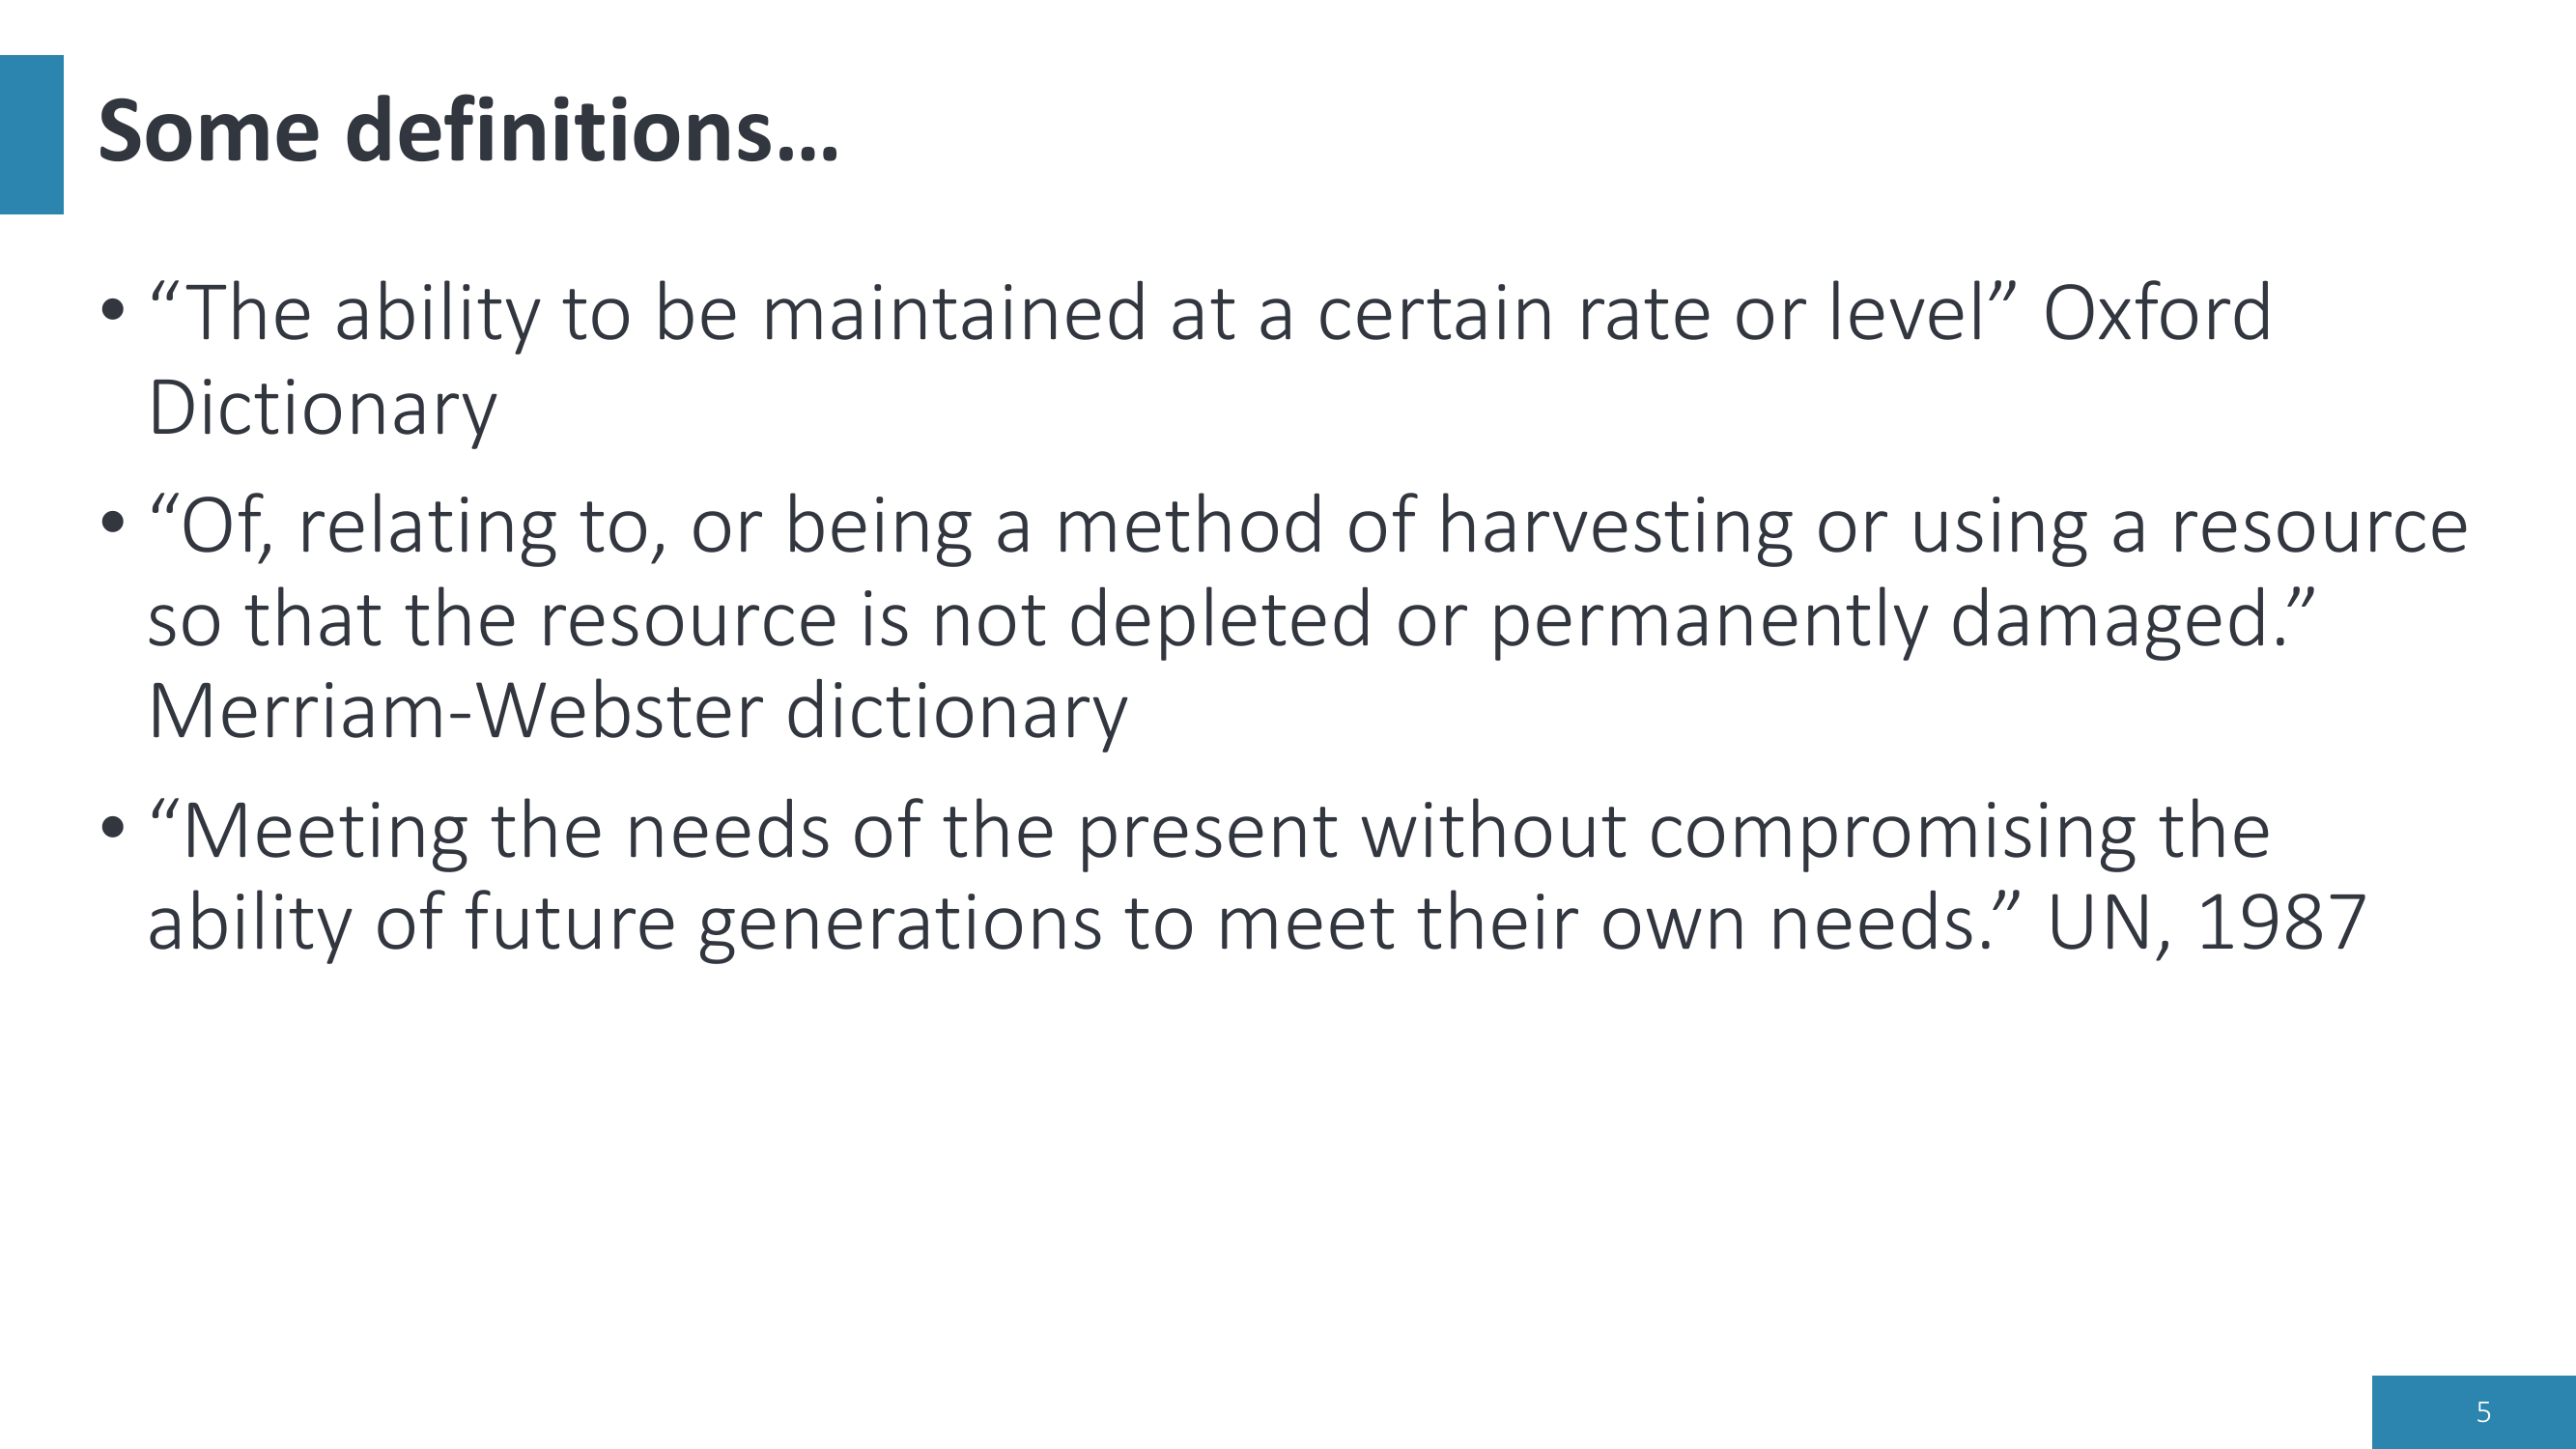 Some definitions…
• “The ability to be maintained at a certain rate or level” Oxford
Dictionary
• “Of, relating to, or being a method of harvesting or using a resource
so that the resource is not depleted or permanently damaged.”
Merriam-Webster dictionary
• “Meeting the needs of the present without compromising the
ability of future generations to meet their own needs.” UN, 1987
5